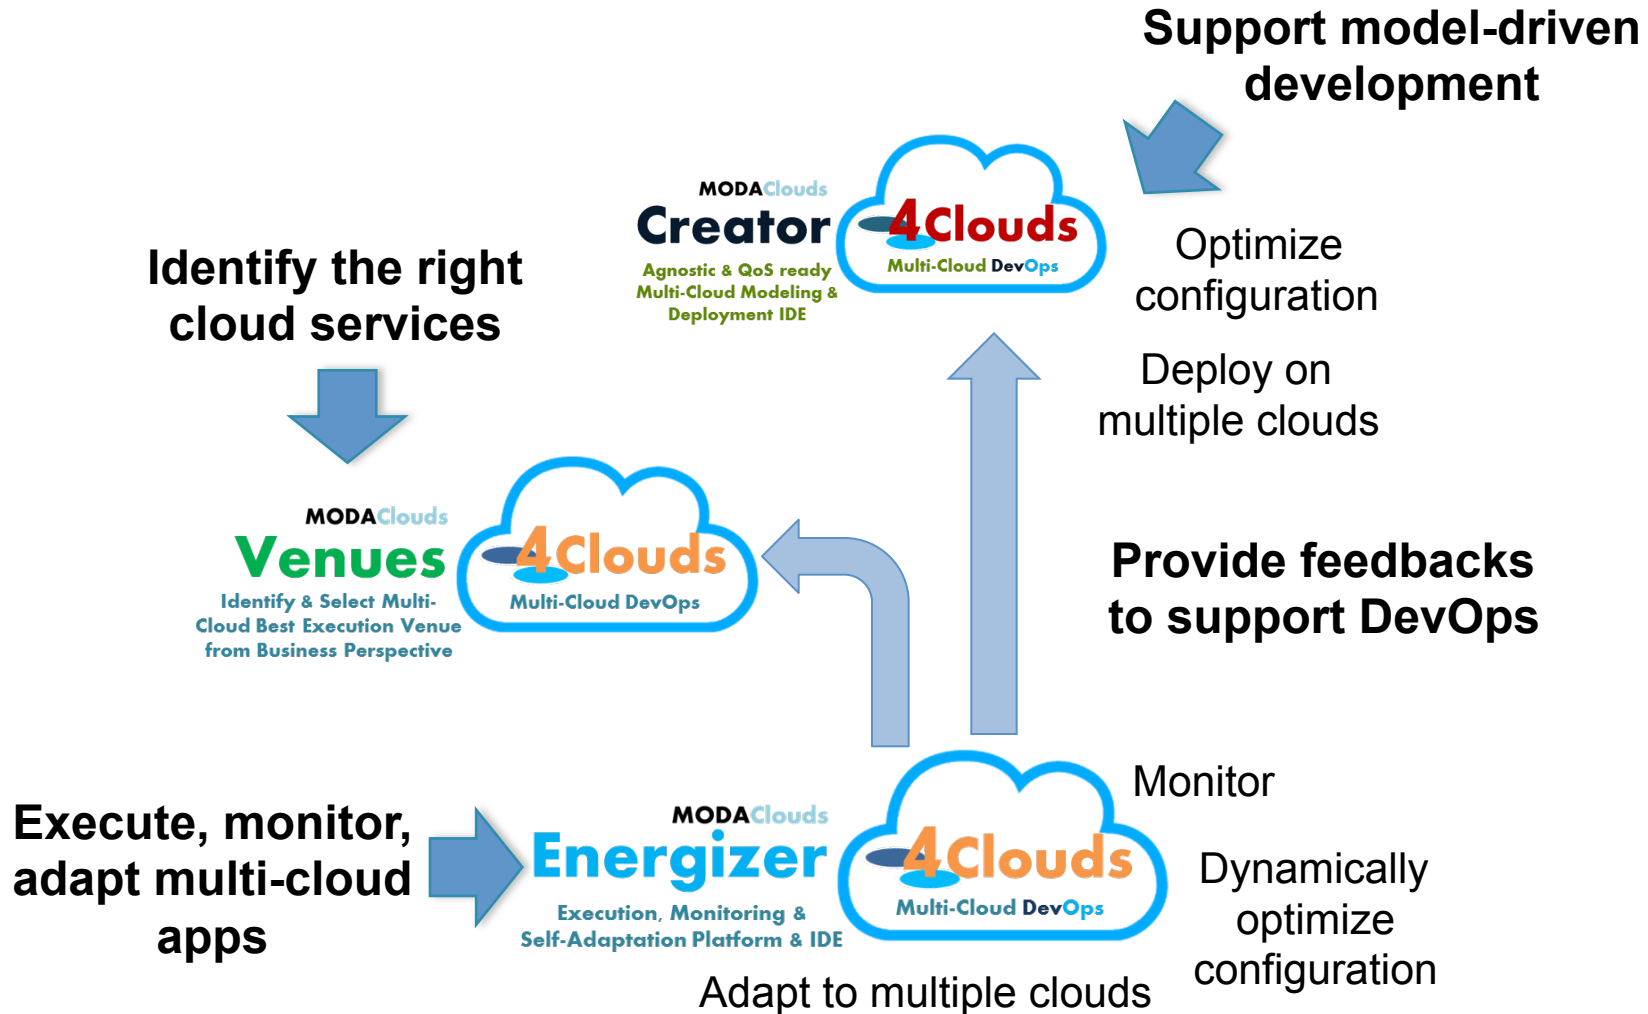 Support model-driven
development
MODAClouds
Creator
4Clouds
Agnostic & QoS ready
Multi-Cloud Modeling &
Deployment IDE
Multi-Cloud DevOps
Optimize
configuration
Deploy on
multiple clouds
Identify the right
cloud services
MODAClouds
Venues
4Clouds
Identify & Select Multi-
Cloud Best Execution Venue
from Business Perspective
Multi-Cloud DevOps
Provide feedbacks
to support DevOps
Execute, monitor,
adapt multi-cloud
apps
MODAClouds
Energizer
4Clouds
Execution, Monitoring &
Self-Adaptation Platform & IDE
Multi-Cloud DevOps
Monitor
Dynamically
optimize
configuration
Adapt to multiple clouds